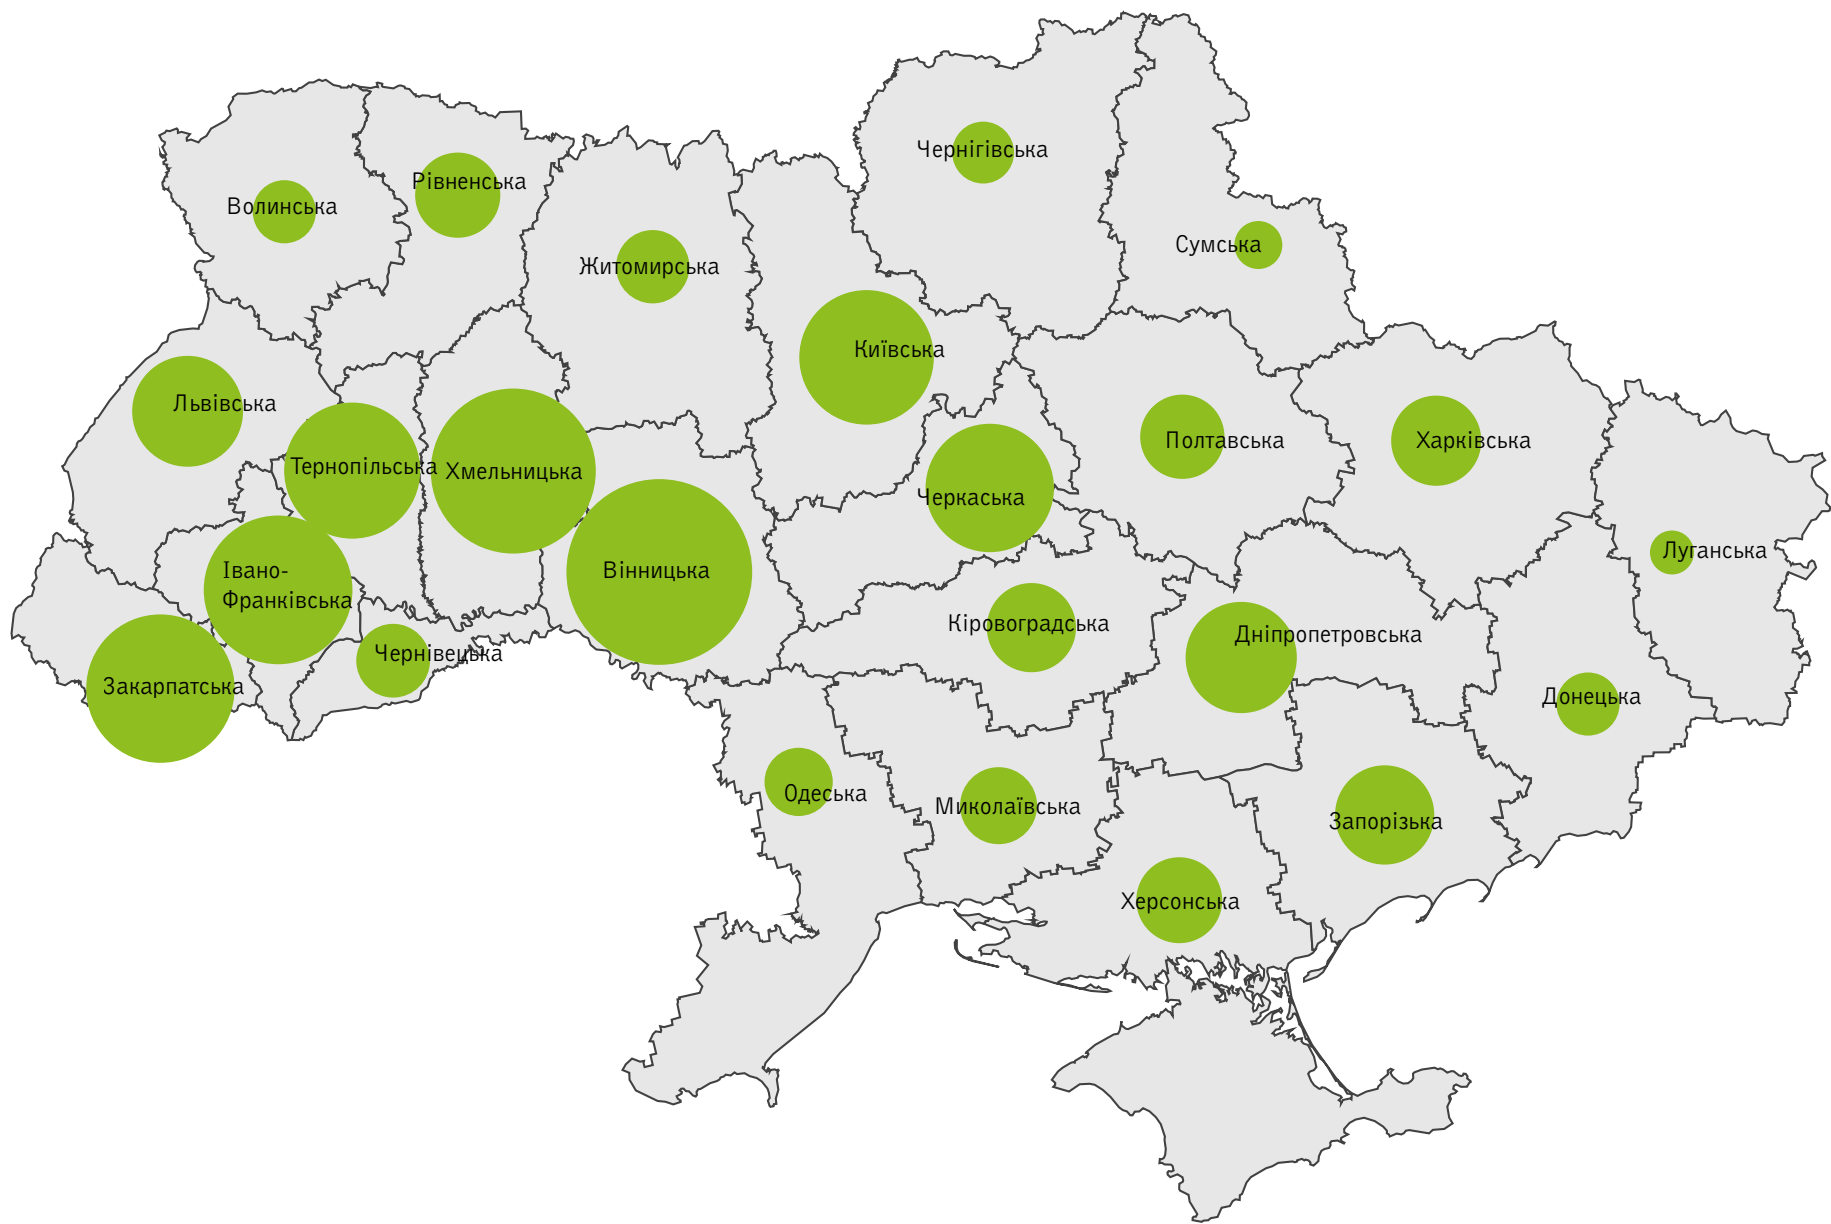 Чернігівська
Рівненська
Волинська
Сумська
Житомирська
Київська
Львівська
Полтавська
Харківська
Тернопільська
Хмельницька
Черкаська
Луганська
Вінницька
Івано-
Франківська
Кіровоградська
Дніпропетровська
Чернівецька
Закарпатська
Донецька
Одеська
Миколаївська
Запорізька
Херсонська